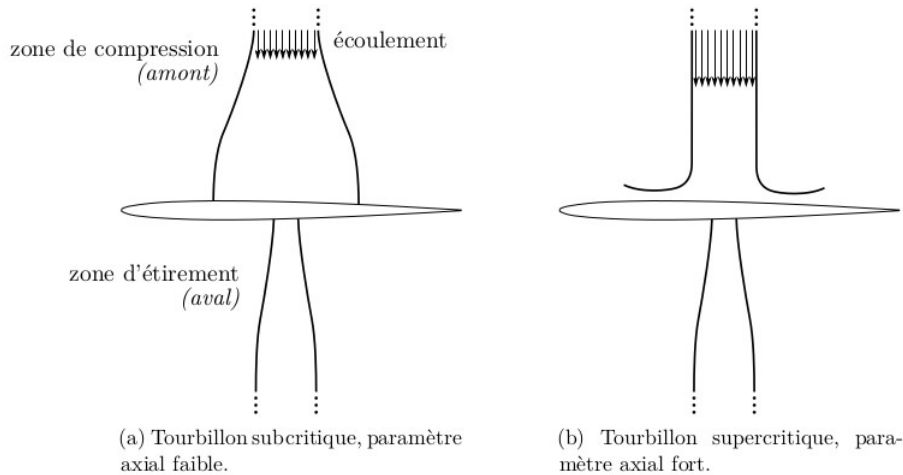 zone de compression
(amont)
écoulement
zone d'étirement
(aval)
(a) Tourbillon subcritique, paramètre
axial faible.
(b) Tourbillon supercritique, para-
mètre axial fort.